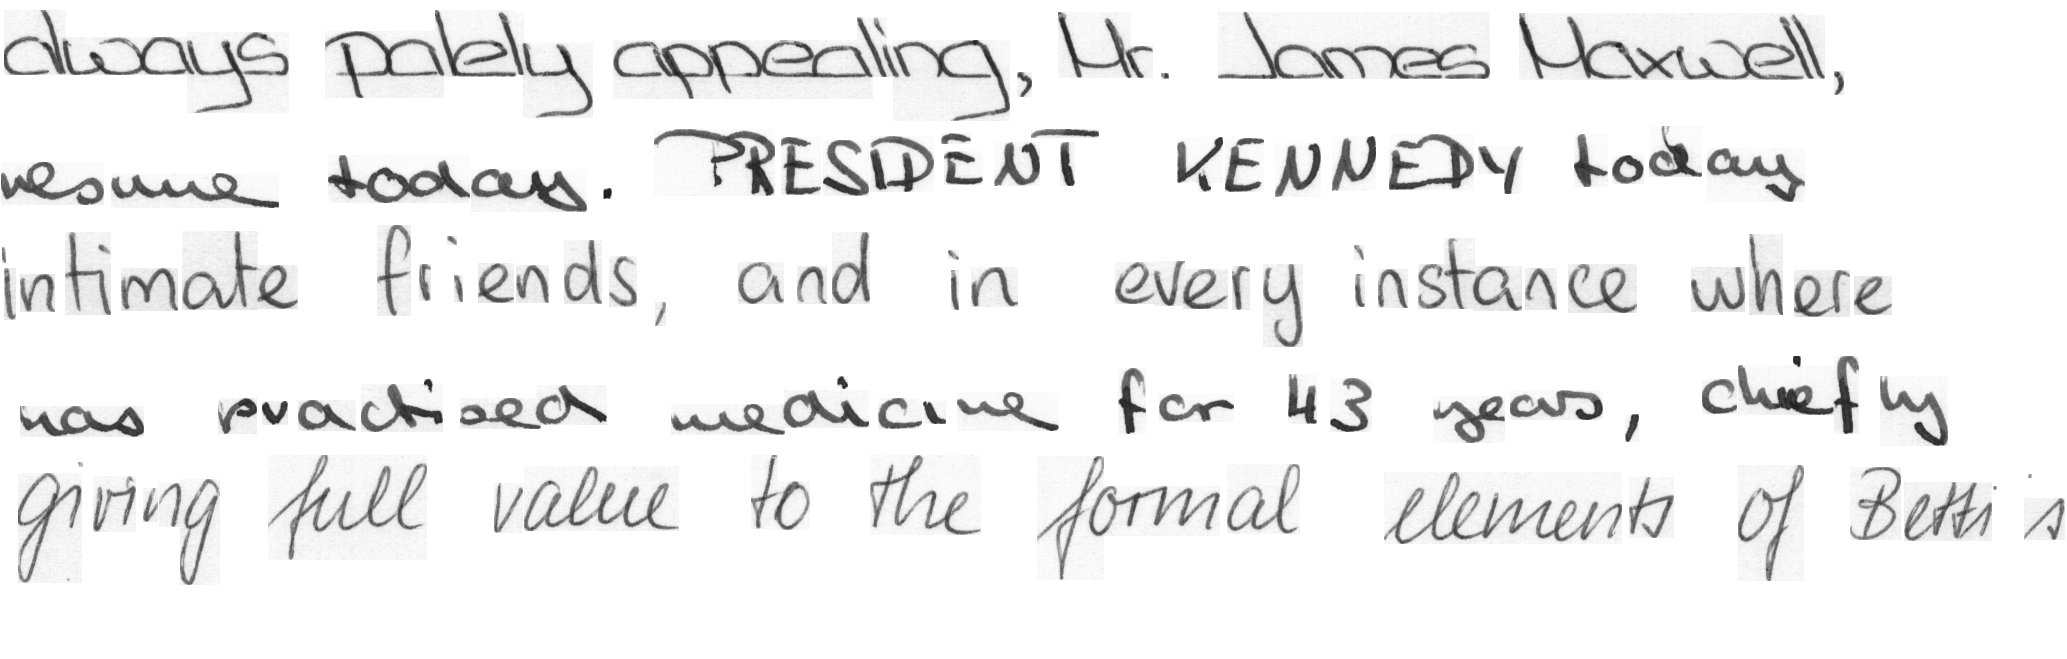 always palely appealing, Mr. James Maxwell,
resume today. PRESIDENT KENNEDY today
intimate friends, and in every instance where
has practised medicine for 43 years, chiefly
giving full value to the formal elements of Betti's